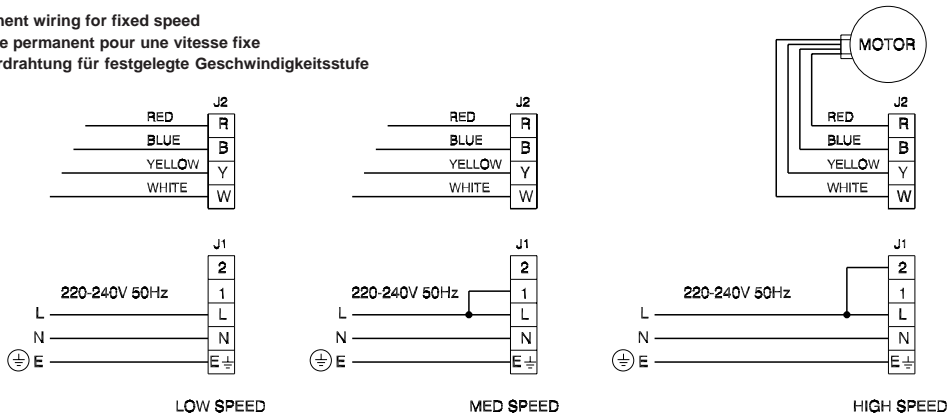 nent wiring for fixed speed
e permanent pour une vitesse fixe
rdrahtung für festgelegte Geschwindigkeitsstufe
MOTOR
J2
RED R
BLUE B
YELLOW Y
WHITE W
J2
RED R
BLUE B
YELLOW Y
WHITE W
J2
RED R
BLUE B
YELLOW Y
WHITE W
J1
2
220-240V 50Hz 1
L L
N N
E E
LOW SPEED
J1
2
220-240V 50Hz 1
L L
N N
E E
MED SPEED
J1
2
220-240V 50Hz 1
L L
N N
E E
HIGH SPEED